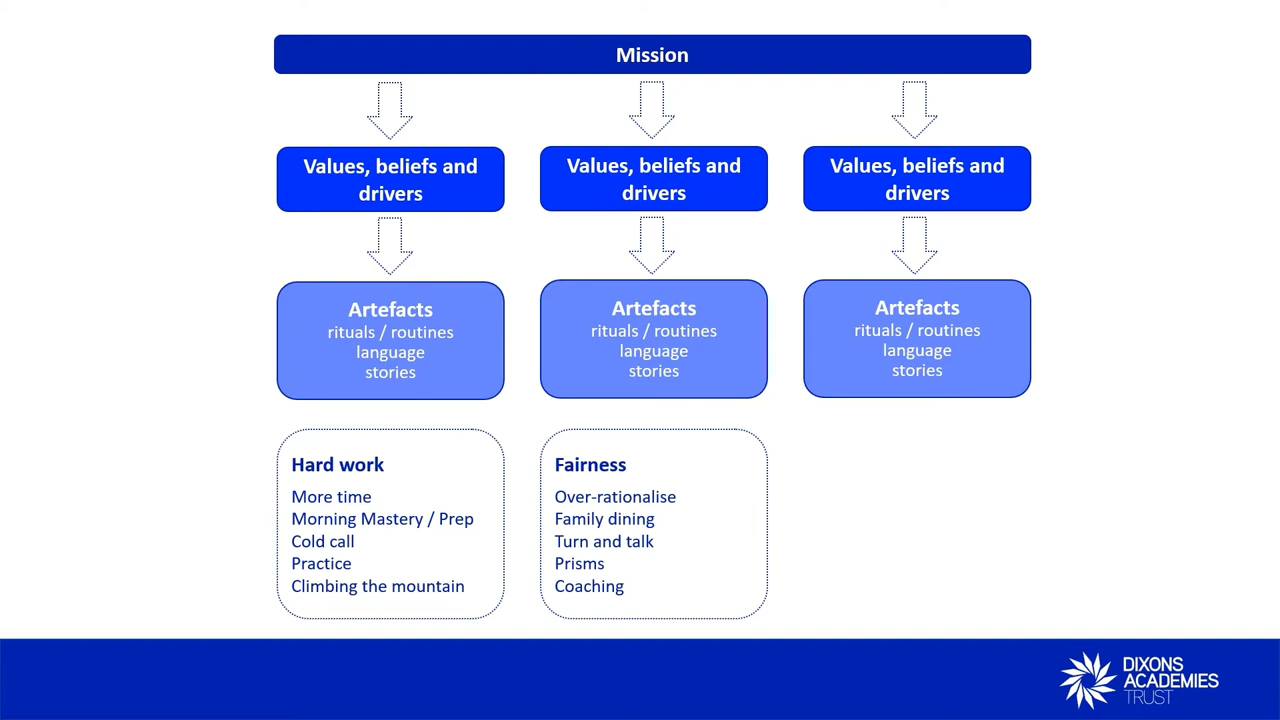 Mission
Values, beliefs and
drivers
Values, beliefs and
drivers
Values, beliefs and
drivers
Artefacts
rituals / routines
language
stories
Artefacts
rituals / routines
language
stories
Artefacts
rituals / routines
language
stories
Hard work
More time
Morning Mastery / Prep
Cold call
Practice
Climbing the mountain
Fairness
Over-rationalise
Family dining
Turn and talk
Prisms
Coaching
DIXONS
ACADEMIES
TRUST